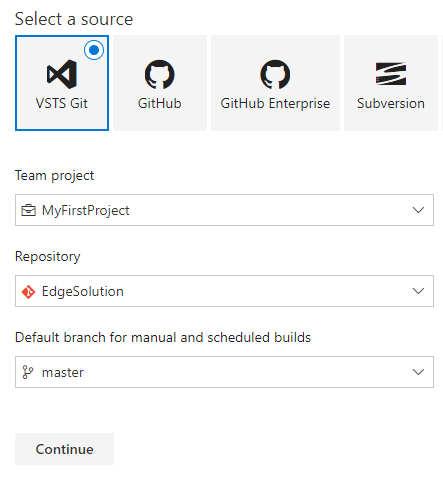 Select a source
VSTS Git
GitHub
GitHub Enterprise
Subversion
Team project
MyFirstProject
Repository
EdgeSolution
Default branch for manual and scheduled builds
master
Continue